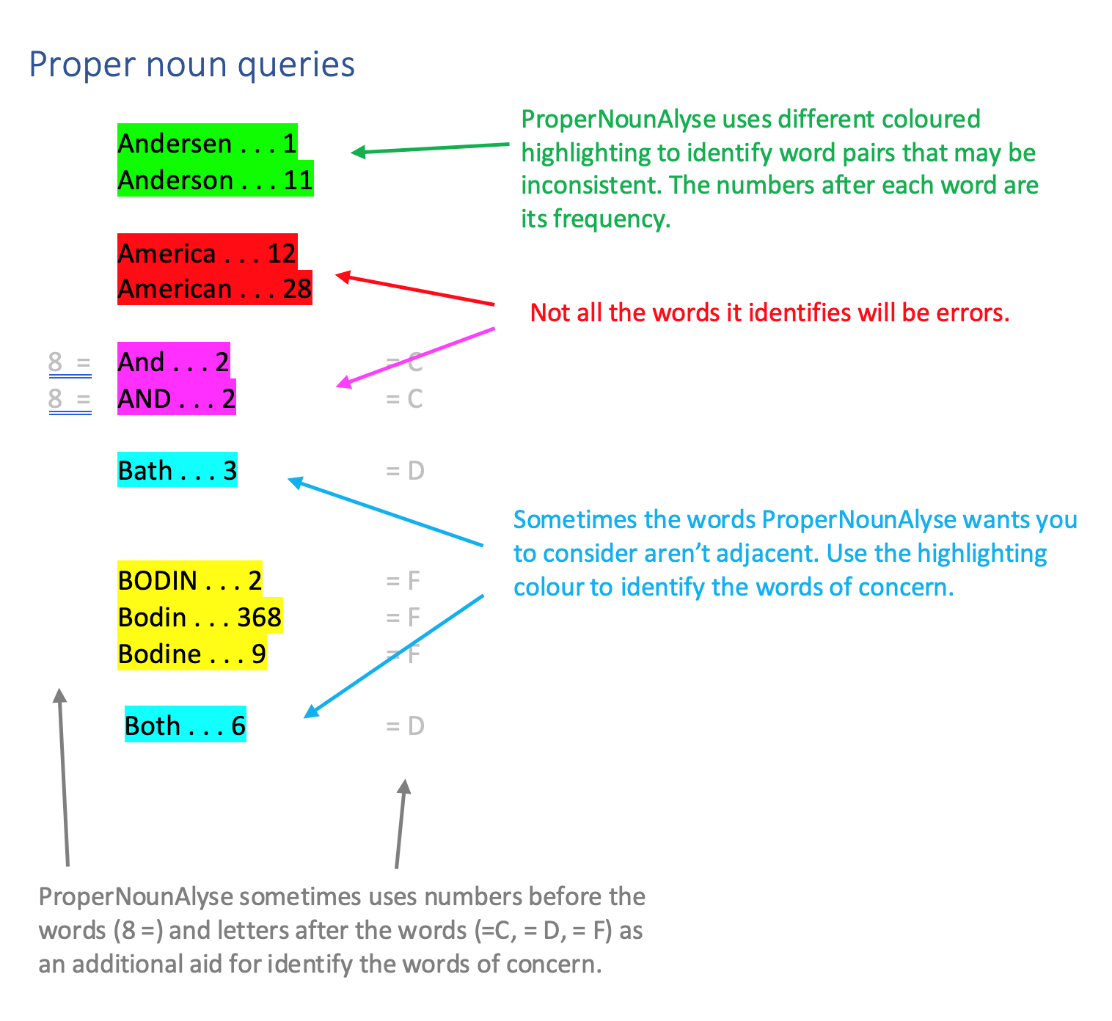 Proper noun queries
ProperNounAlyse uses different coloured
highlighting to identify word pairs that may be
inconsistent. The numbers after each word are
its frequency.
Andersen . . . 1
Anderson . . . 11
America . . . 12
American . . . 28
Not all the words it identifies will be errors.
8 = And . . . 2 = C
8 = AND . . . 2 = C
Bath . . . 3 = D
Sometimes the words ProperNounAlyse wants you
to consider aren’t adjacent. Use the highlighting
colour to identify the words of concern.
BODIN . . . 2 = F
Bodin . . . 368 = F
Bodine . . . 9 = F
Both . . . 6 = D
ProperNounAlyse sometimes uses numbers before the
words (8 =) and letters after the words (=C, = D, = F) as
an additional aid for identify the words of concern.